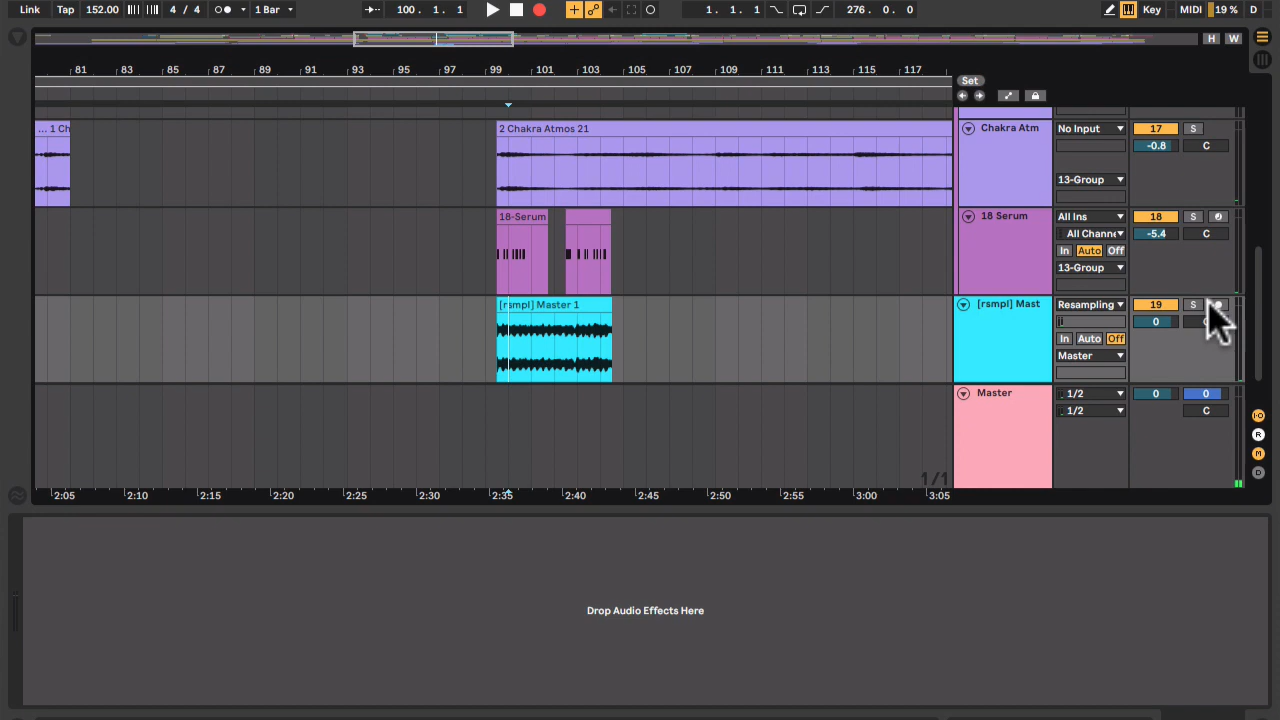 Link Tap 152.00 4 / 4 1 Bar 100 . 1 . 1 1 . 1 . 1 276 . 0 . 0 Key MIDI 19 % D
H W
81 83 85 87 89 91 93 95 97 99 101 103 105 107 109 111 113 115 117
Set
... 1 Ch 2 Chakra Atmos 21 Chakra Atm No Input 17 S
-0.8 C
13-Group
18-Serum 18 Serum All Ins 18 S
All Channe -5.4 C
In Auto Off
13-Group
[rsmpl] Master 1 [rsmpl] Mast Resampling 19 S
0
In Auto Off
Master
Master 1/2 0 0
1/2 C
R
M
D
1/1
2:05 2:10 2:15 2:20 2:25 2:30 2:35 2:40 2:45 2:50 2:55 3:00 3:05
Drop Audio Effects Here